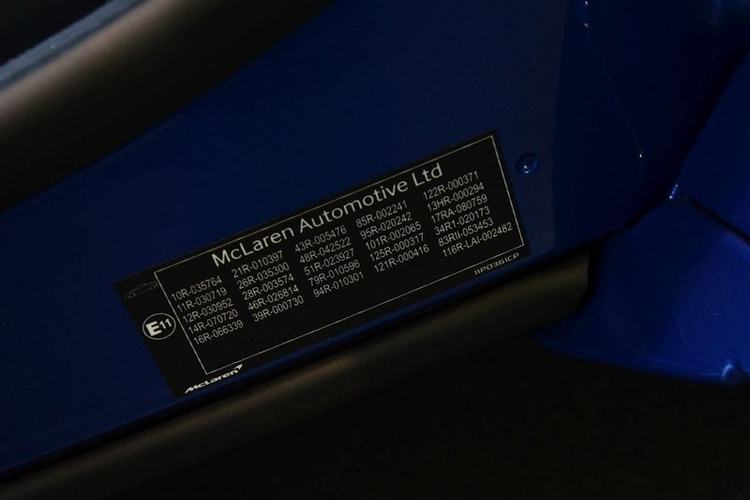 McLaren Automotive Ltd
10R-035764 21R-010397 43R-005476 85R-002241 122R-000371
11R-030719 26R-035300 48R-042522 95R-020242 13HR-000294
12R-030952 28R-003574 51R-023927 101R-002065 17RA-080759
14R-070720 46R-026814 79R-010596 125R-000317 34R1-020173
16R-066339 39R-000730 94R-010301 121R-000416 83RII-053453
116R-LAI-002482
E11
11P0361CP
McLaren